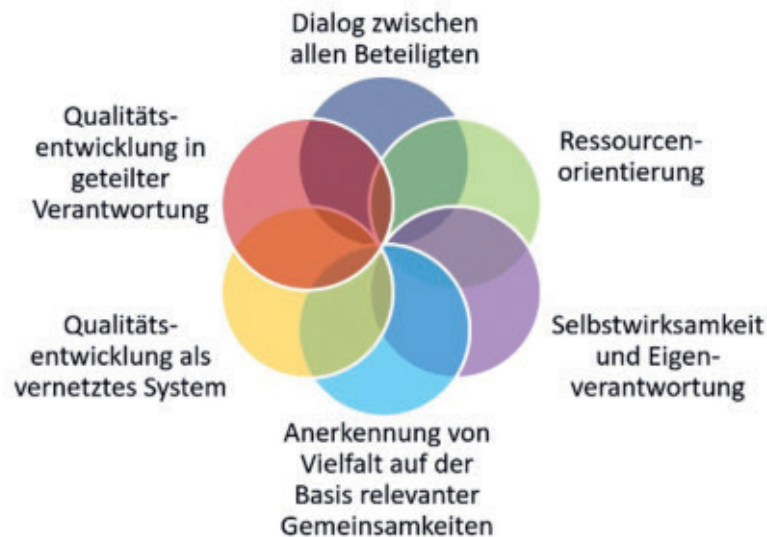 Dialog zwischen
allen Beteiligten
Ressourcen-
orientierung
Selbstwirksamkeit
und Eigen-
verantwortung
Anerkennung von
Vielfalt auf der
Basis relevanter
Gemeinsamkeiten
Qualitäts-
entwicklung als
vernetztes System
Qualitäts-
entwicklung in
geteilter
Verantwortung